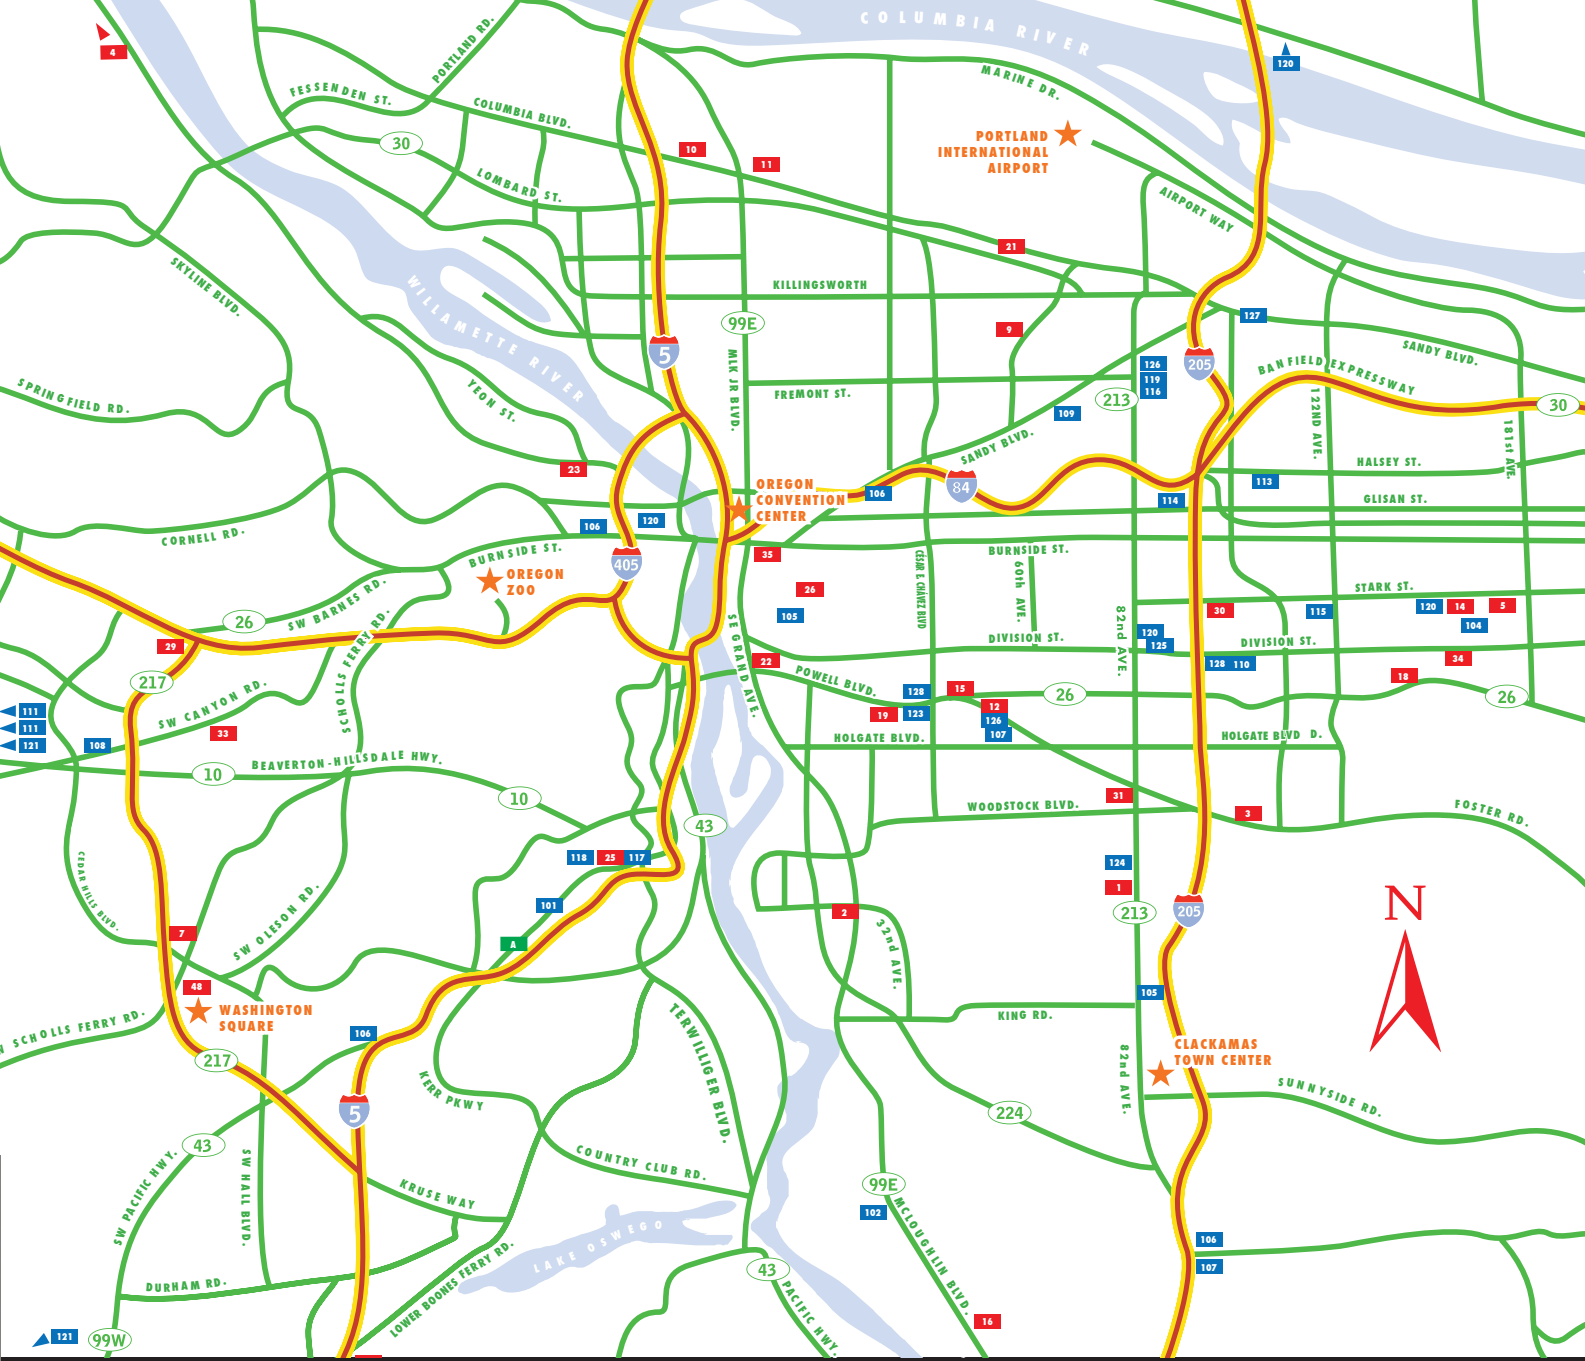 COLUMBIA RIVER
4
PORTLAND RD.
120
FESSENDEN ST.
COLUMBIA BLVD.
MARINE DR.
30
10
11
PORTLAND
INTERNATIONAL
AIRPORT
LOMBARD ST.
AIRPORT WAY
21
SKYLINE BLVD.
WILLAMETTE RIVER
KILLINGSWORTH
99E
9
127
5
205
SANDY BLVD.
BANFIELD EXPRESSWAY
126
119
116
MLK JR BLVD.
FREMONT ST.
213
109
30
SPRINGFIELD RD.
YEON ST.
122ND AVE.
181st AVE.
SANDY BLVD.
23
HALSEY ST.
OREGON
CONVENTION
CENTER
106
84
114
113
GLISAN ST.
CORNELL RD.
106
120
BURNSIDE ST.
35
BURNSIDE ST.
405
OREGON
ZOO
CÉSAR E. CHÁVEZ BLVD
60th AVE.
26
105
STARK ST.
SW BARNES RD.
26
SCHOLLS FERRY RD.
SE GRAND AVE.
82nd AVE.
30
115
120
14
5
104
29
DIVISION ST.
120
125
DIVISION ST.
22
128
110
34
217
POWELL BLVD.
18
SW CANYON RD.
128
15
26
26
111
111
121
108
33
19
123
12
126
107
HOLGATE BLVD.
HOLGATE BLVD D.
BEAVERTON-HILLSDALE HWY.
10
10
31
WOODSTOCK BLVD.
3
FOSTER RD.
43
118
25
117
124
1
CEDAR HILLS BLVD.
101
SW OLESON RD.
2
213
205
N
7
A
32nd AVE.
48
105
WASHINGTON
SQUARE
N SCHOLLS FERRY RD.
TERWILLIGER BLVD.
KING RD.
106
217
CLACKAMAS
TOWN CENTER
82nd AVE.
KERR PKWY
5
SUNNYSIDE RD.
224
43
SW PACIFIC HWY.
SW HALL BLVD.
COUNTRY CLUB RD.
KRUSE WAY
99E
102
MCLOUGHLIN BLVD.
LAKE OSWEGO
106
107
LOWER BOONES FERRY RD.
43
PACIFIC HWY.
DURHAM RD.
16
121
99W